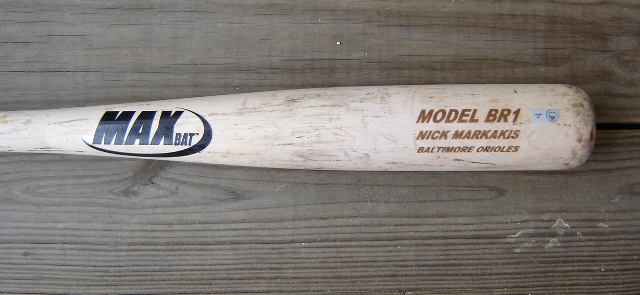 MAX
BAT
MODEL BR1
NICK MARKAKIS
BALTIMORE ORIOLES